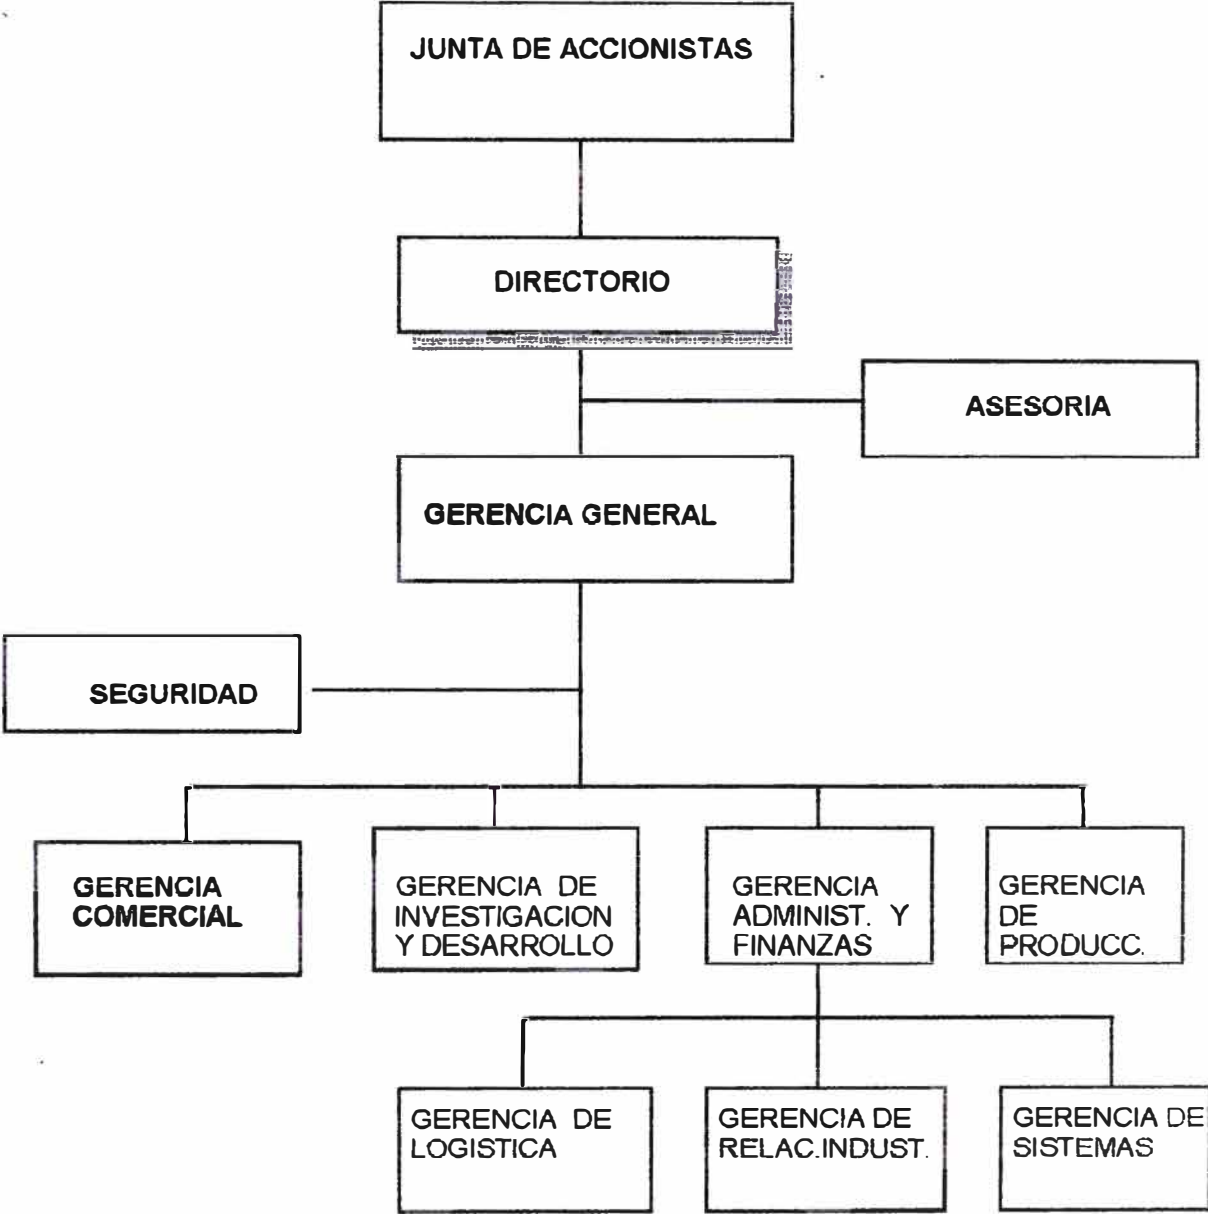 JUNTA DE ACCIONISTAS
DIRECTORIO
ASESORIA
GERENCIA GENERAL
SEGURIDAD
GERENCIA
COMERCIAL
GERENCIA DE
INVESTIGACION
Y DESARROLLO
GERENCIA
ADMINIST. Y
FINANZAS
GERENCIA
DE
PRODUCC.
GERENCIA DE
LOGISTICA
GERENCIA DE
RELAC.INDUST.
GERENCIA DE
SISTEMAS